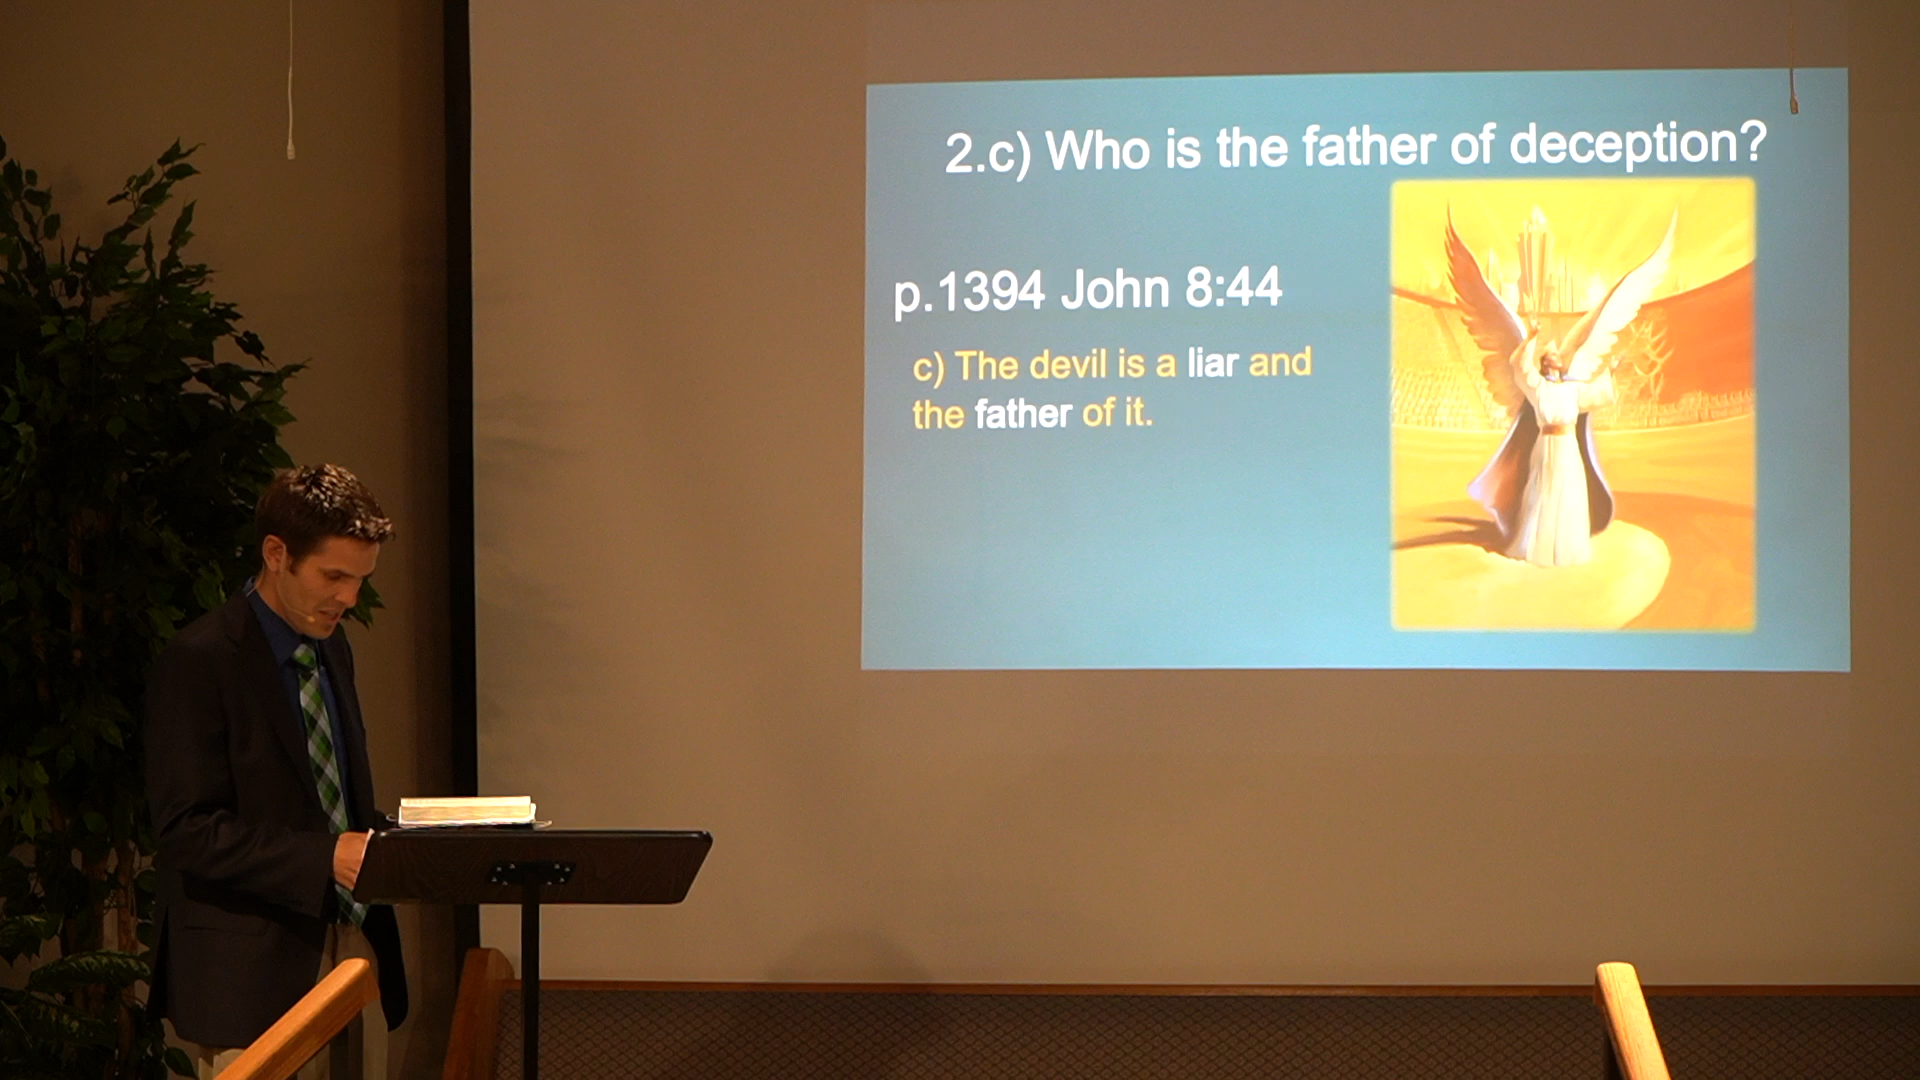 2.c) Who is the father of deception?
p.1394 John 8:44
c) The devil is a liar and
the father of it.